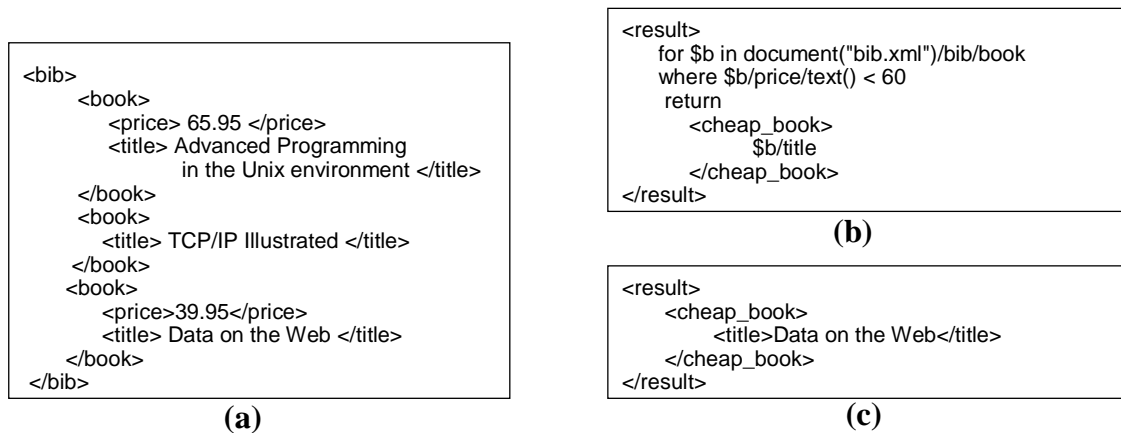 <bib>
<book>
<price> 65.95 </price>
<title> Advanced Programming
in the Unix environment </title>
</book>
<book>
<title> TCP/IP Illustrated </title>
</book>
<book>
<price>39.95</price>
<title> Data on the Web </title>
</book>
</bib>
(a)
<result>
for $b in document("bib.xml")/bib/book
where $b/price/text() < 60
return
<cheap_book>
$b/title
</cheap_book>
</result>
(b)
<result>
<cheap_book>
<title>Data on the Web</title>
</cheap_book>
</result>
(c)